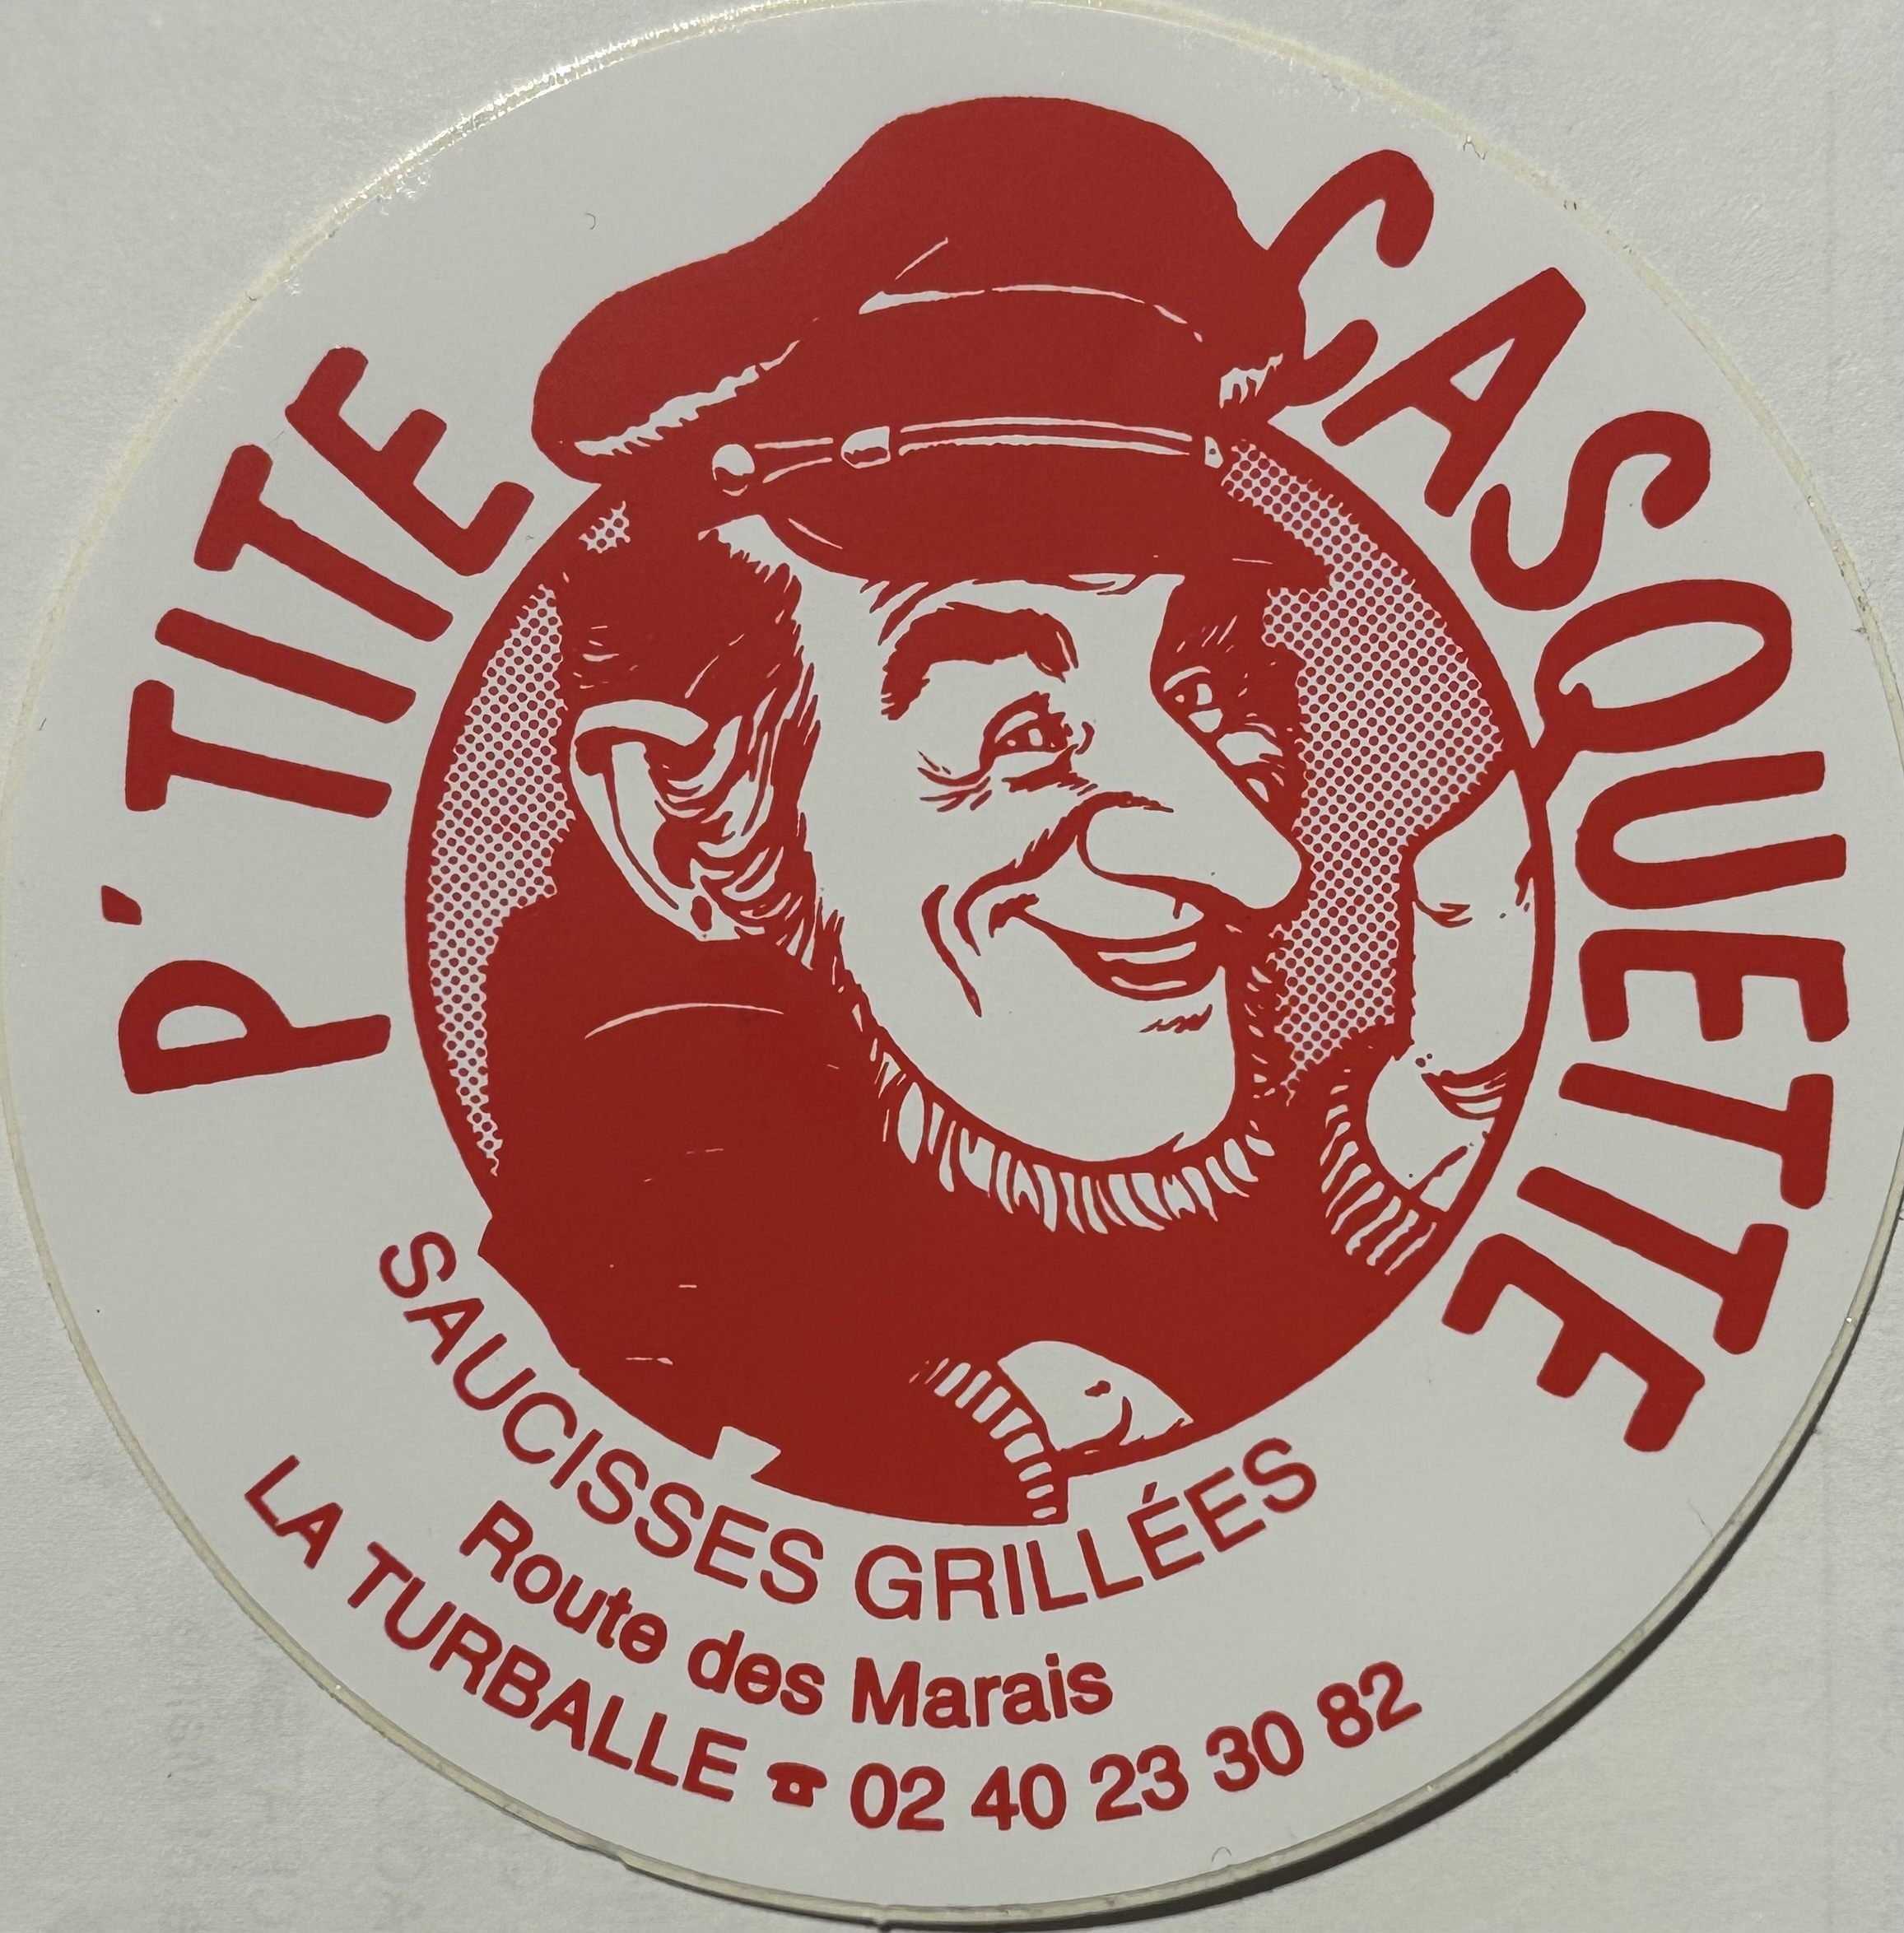 P'TITE CASQUETTE
SAUCISSES GRILLÉES
Route des Marais
LA TURBALLE ☎ 02 40 23 30 82